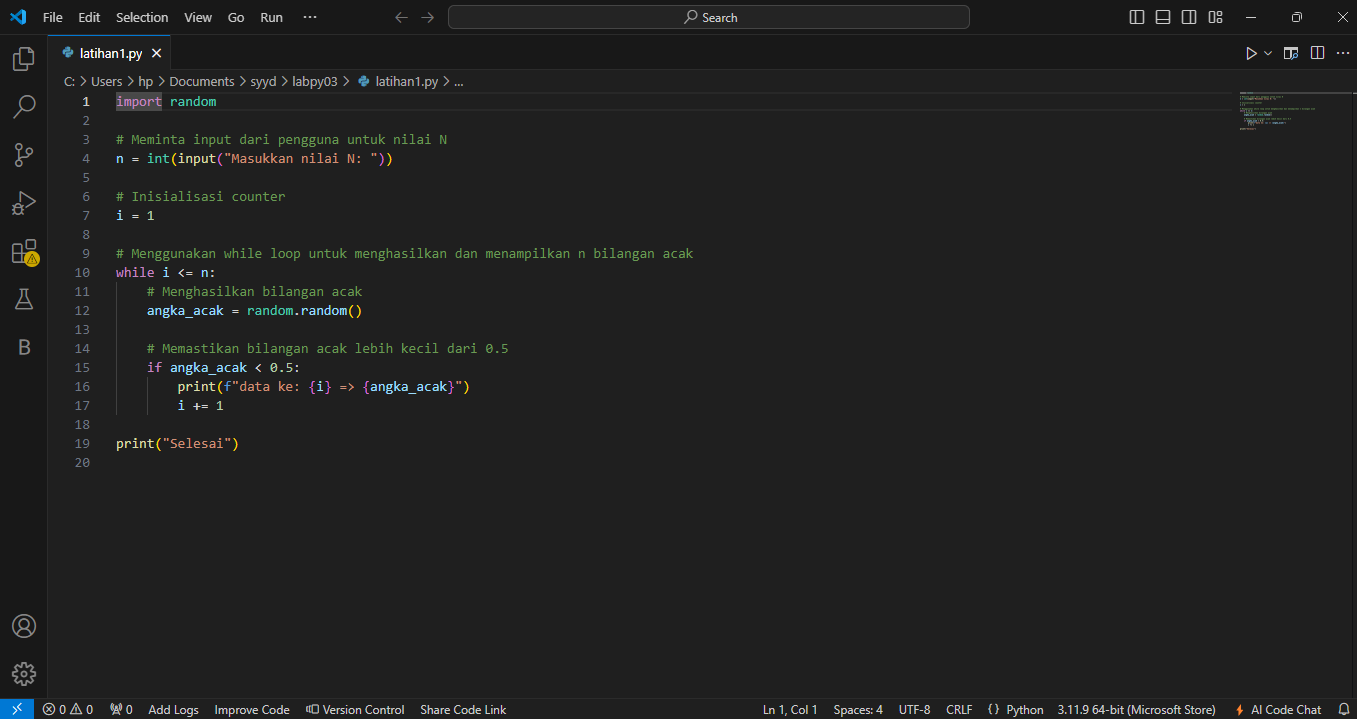 File Edit Selection View Go Run ··· Search
latihan1.py
C: > Users > hp > Documents > syyd > labpy03 > latihan1.py > ...
1 import random
2
3 # Meminta input dari pengguna untuk nilai N
4 n = int(input("Masukkan nilai N: "))
5
6 # Inisialisasi counter
7 i = 1
8
9 # Menggunakan while loop untuk menghasilkan dan menampilkan n bilangan acak
10 while i <= n:
11     # Menghasilkan bilangan acak
12     angka_acak = random.random()
13
14     # Memastikan bilangan acak lebih kecil dari 0.5
15     if angka_acak < 0.5:
16         print(f"data ke: {i} => {angka_acak}")
17         i += 1
18
19 print("Selesai")
20
B
0 0 0 Add Logs Improve Code Version Control Share Code Link Ln 1, Col 1 Spaces: 4 UTF-8 CRLF {} Python 3.11.9 64-bit (Microsoft Store) AI Code Chat